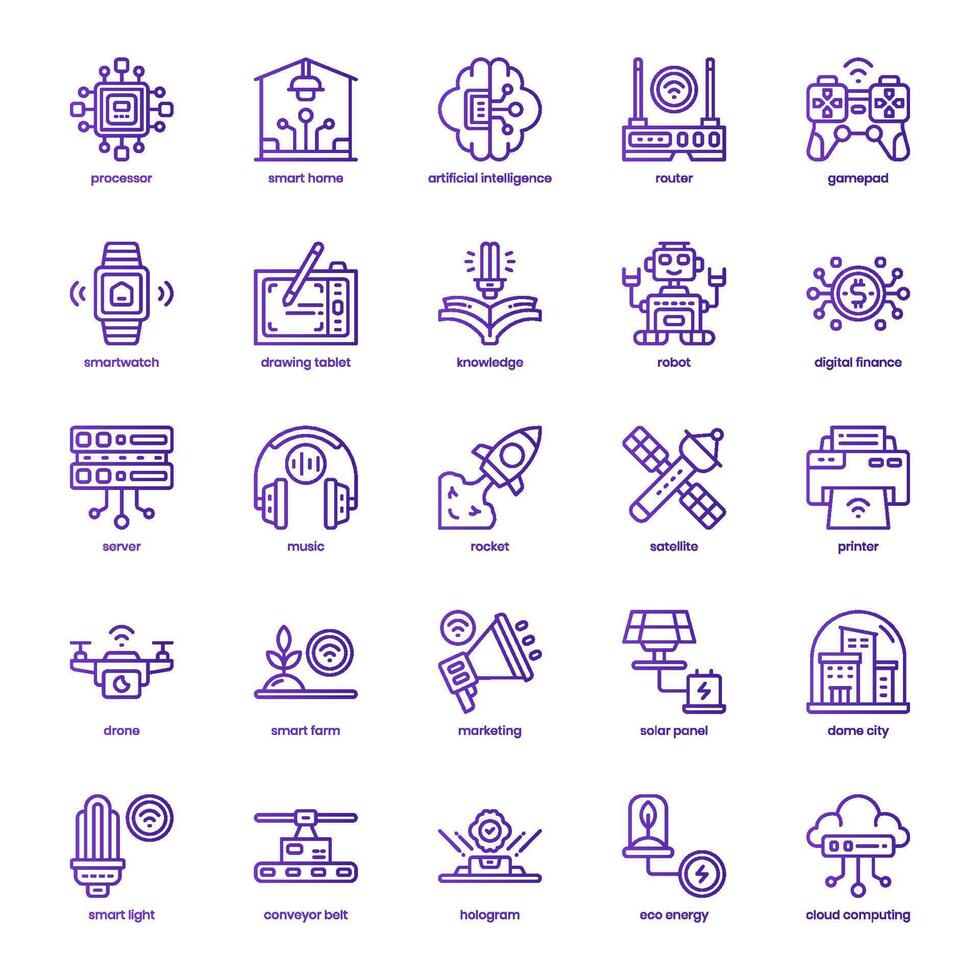 processor
smart home
artificial intelligence
router
gamepad
smartwatch
drawing tablet
knowledge
robot
digital finance
server
music
rocket
satellite
printer
drone
smart farm
marketing
solar panel
dome city
smart light
conveyor belt
hologram
eco energy
cloud computing